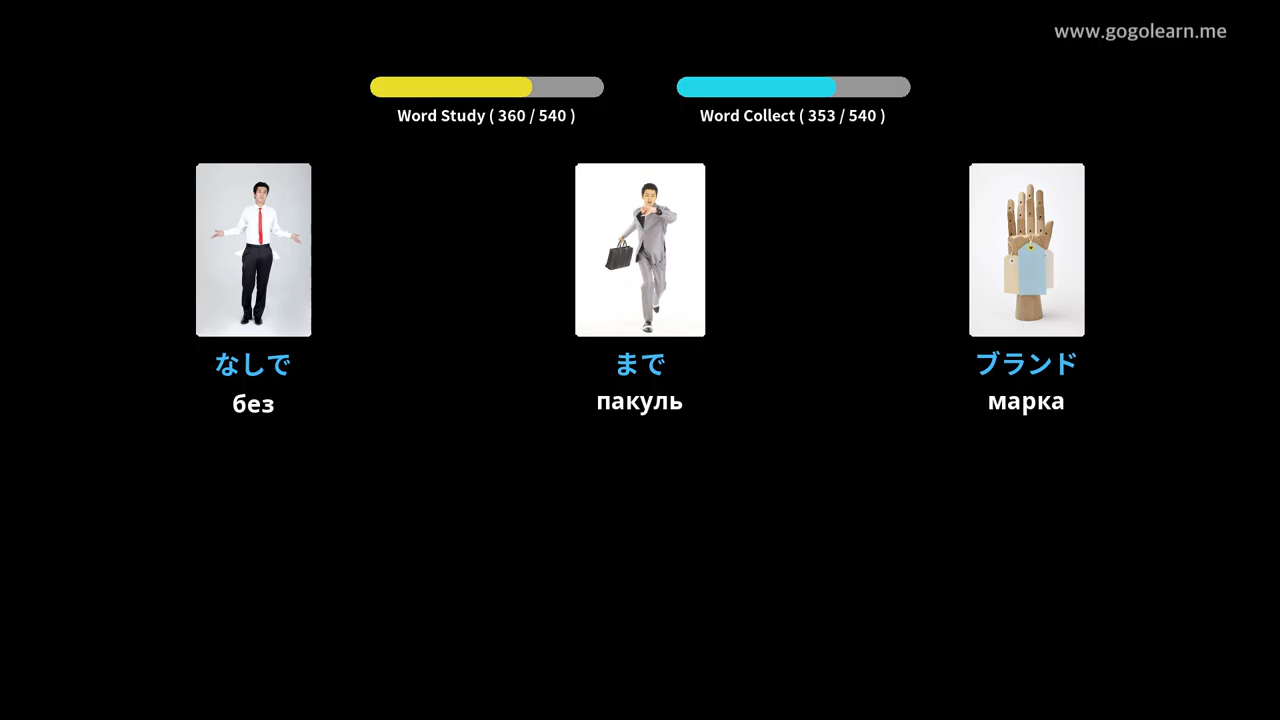 www.gogolearn.me
Word Study ( 360 / 540 )
Word Collect ( 353 / 540 )
なしで
まで
ブランド
без
пакуль
марка